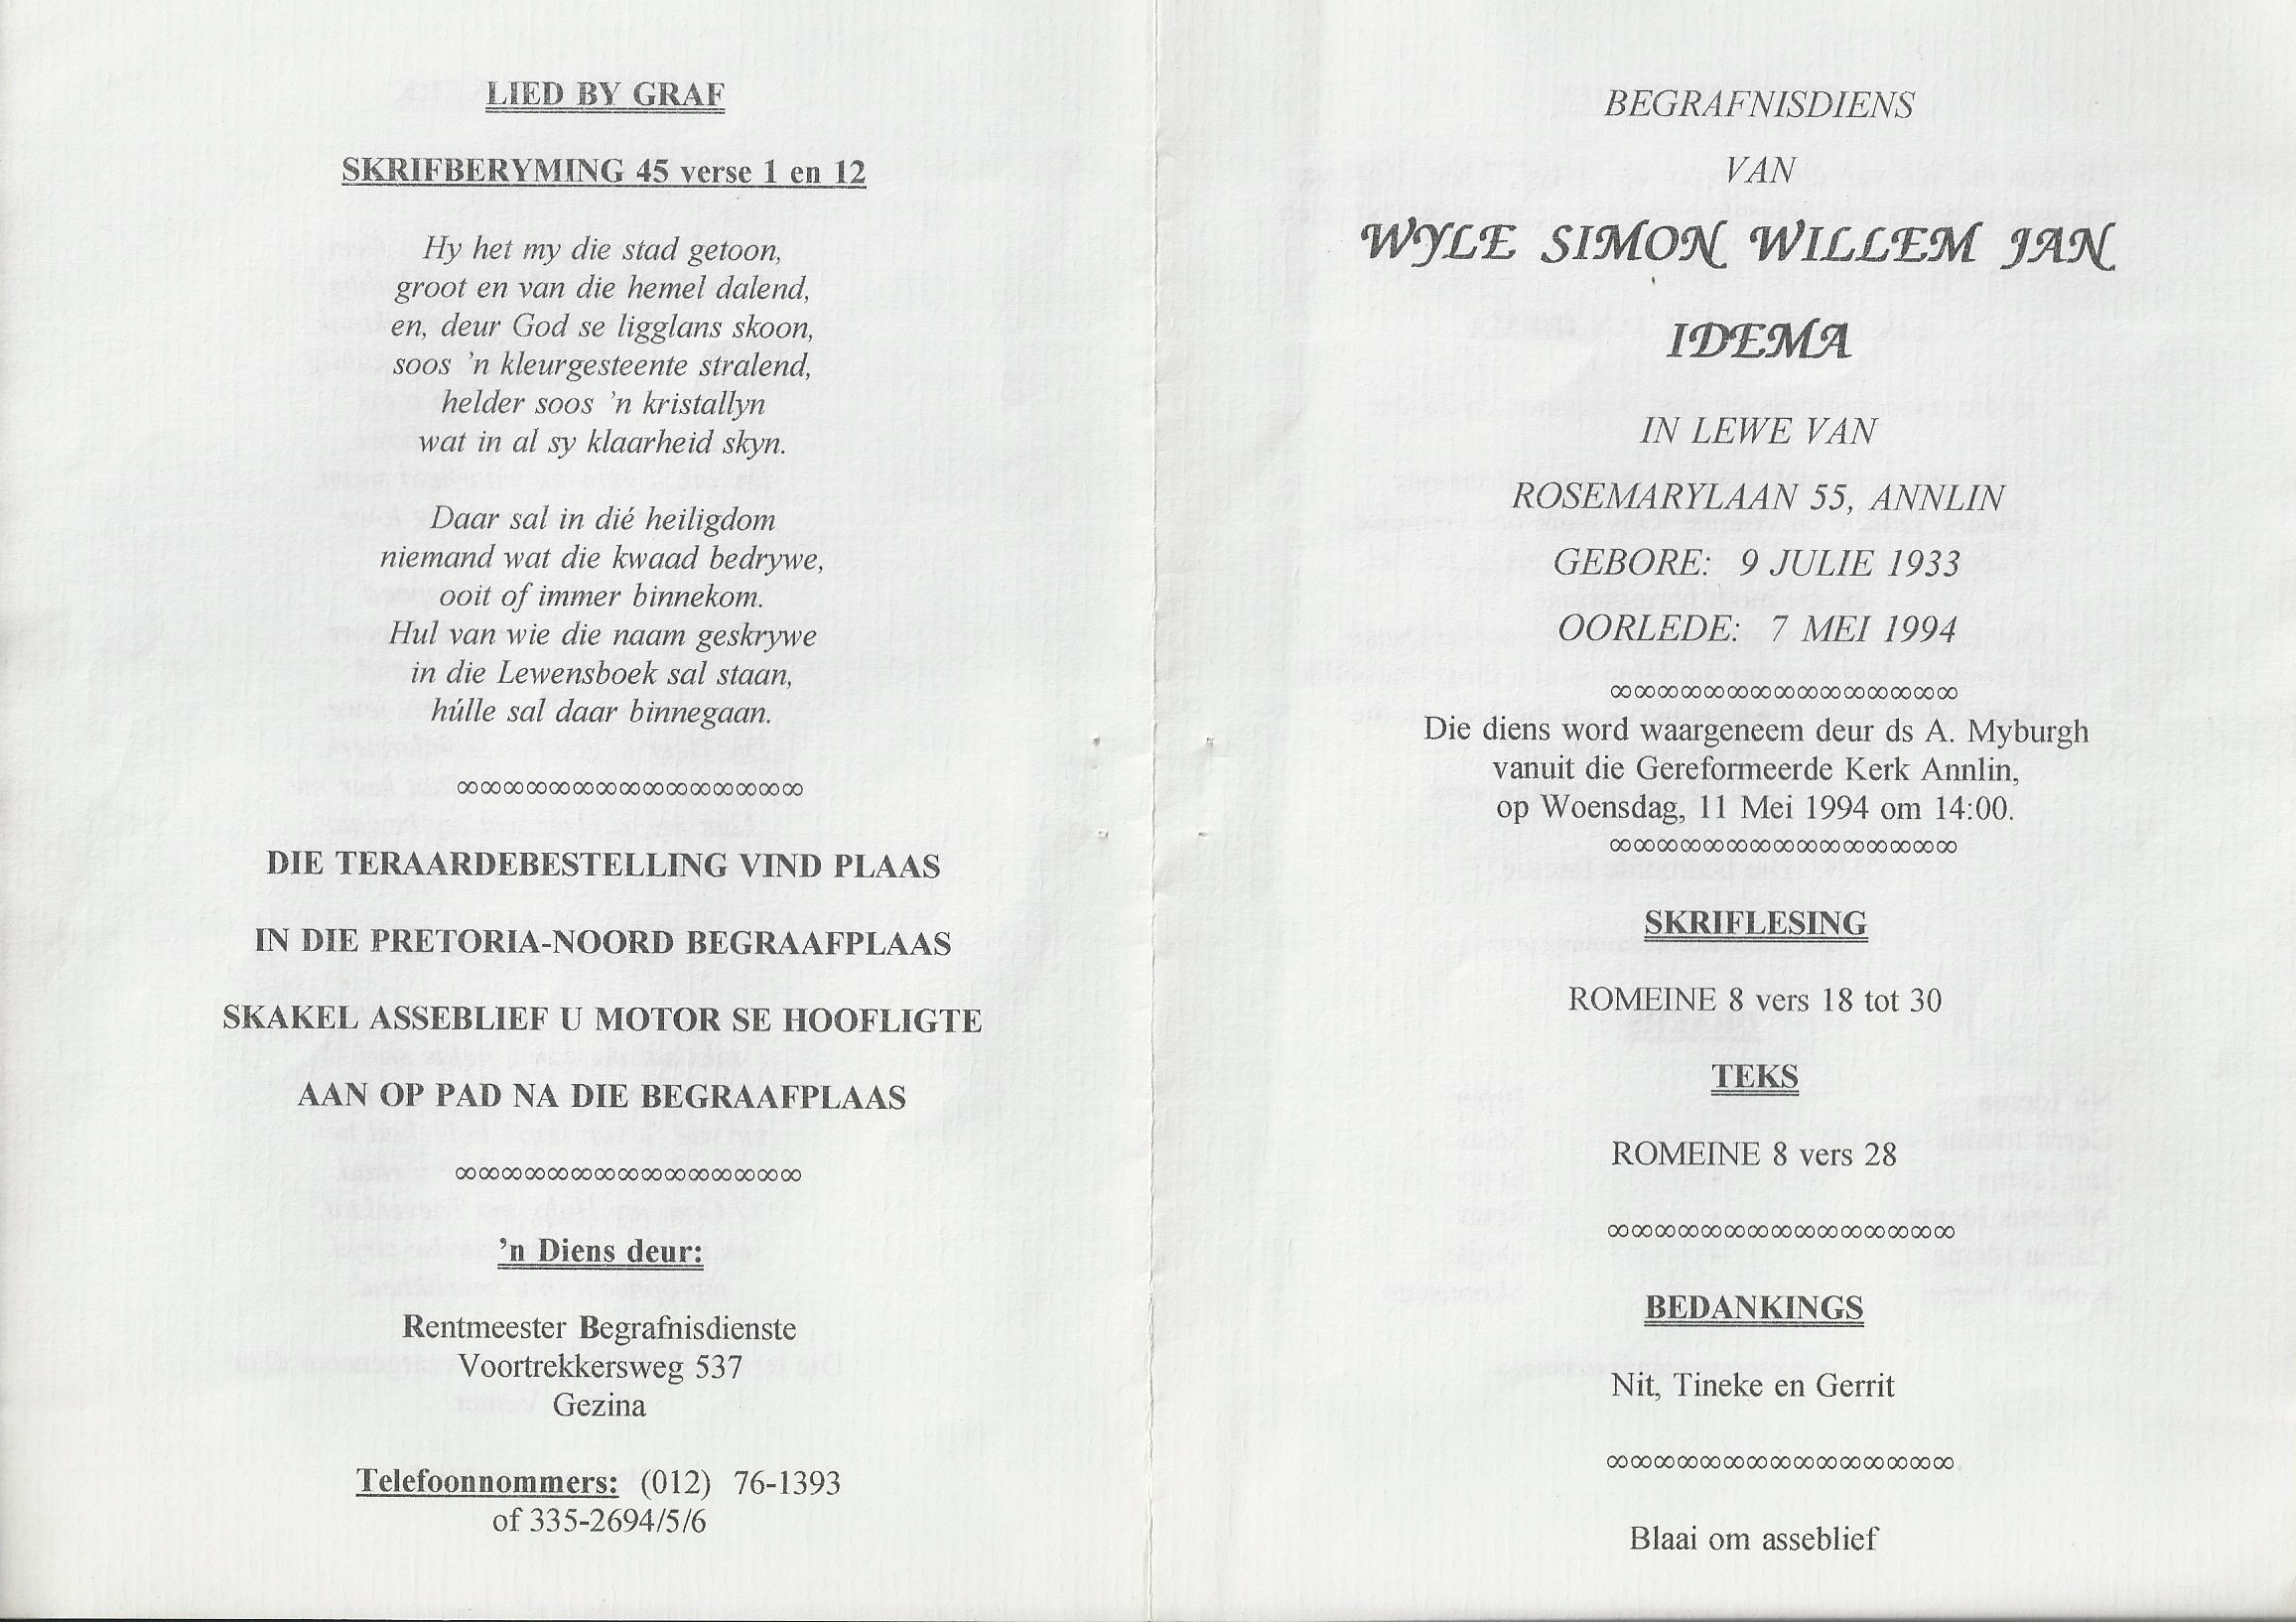 LIED BY GRAF
SKRIFBERYMING 45 verse 1 en 12
Hy het my die stad getoon,
groot en van die hemel dalend,
en, deur God se ligglans skoon,
soos 'n kleurgesteente stralend,
helder soos 'n kristallyn
wat in al sy klaarheid skyn.
Daar sal in dié heiligdom
niemand wat die kwaad bedrywe,
ooit of immer binnekom.
Hul van wie die naam geskrywe
in die Lewensboek sal staan,
húlle sal daar binnegaan.
∞∞∞∞∞∞∞∞∞∞∞∞∞∞∞
DIE TERAARDEBESTELLING VIND PLAAS
IN DIE PRETORIA-NOORD BEGRAAFPLAAS
SKAKEL ASSEBLIEF U MOTOR SE HOOFLIGTE
AAN OP PAD NA DIE BEGRAAFPLAAS
∞∞∞∞∞∞∞∞∞∞∞∞∞∞∞
'n Diens deur:
Rentmeester Begrafnisdienste
Voortrekkersweg 537
Gezina
Telefoonnommers: (012) 76-1393
of 335-2694/5/6
BEGRAFNISDIENS
VAN
WYLE SIMON WILLEM JAN
IDEMA
IN LEWE VAN
ROSEMARYLAAN 55, ANNLIN
GEBORE: 9 JULIE 1933
OORLEDE: 7 MEI 1994
∞∞∞∞∞∞∞∞∞∞∞∞∞∞∞
Die diens word waargeneem deur ds A. Myburgh
vanuit die Gereformeerde Kerk Annlin,
op Woensdag, 11 Mei 1994 om 14:00.
∞∞∞∞∞∞∞∞∞∞∞∞∞∞∞
SKRIFLESING
ROMEINE 8 vers 18 tot 30
TEKS
ROMEINE 8 vers 28
∞∞∞∞∞∞∞∞∞∞∞∞∞∞∞
BEDANKINGS
Nit, Tineke en Gerrit
∞∞∞∞∞∞∞∞∞∞∞∞∞∞∞
Blaai om asseblief